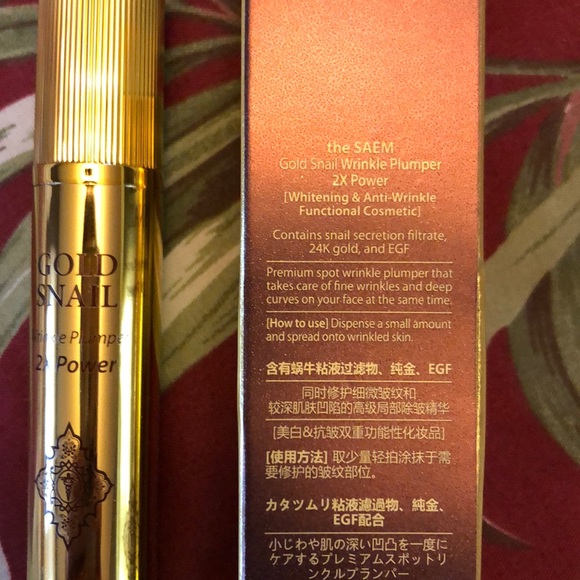 GOLD
SNAIL
Wrinkle Plumper
2X Power
the SAEM
Gold Snail Wrinkle Plumper
2X Power
[Whitening & Anti-Wrinkle
Functional Cosmetic]
Contains snail secretion filtrate,
24K gold, and EGF
Premium spot wrinkle plumper that
takes care of fine wrinkles and deep
curves on your face at the same time.
[How to use] Dispense a small amount
and spread onto wrinkled skin.
含有蜗牛粘液过滤物、纯金、EGF
同时修护细微皱纹和
较深肌肤凹陷的高级局部除皱精华
[美白&抗皱双重功能性化妆品]
[使用方法] 取少量轻拍涂抹于需
要修护的皱纹部位。
カタツムリ粘液濾過物、純金、
EGF配合
小じわや肌の深い凹凸を一度に
ケアするプレミアムスポットリ
ンクルプランパー